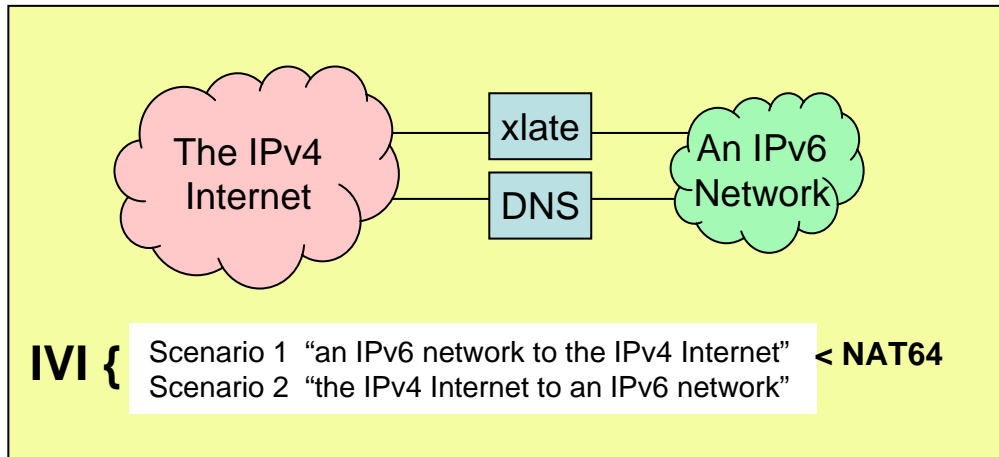 The IPv4
Internet
xlate
DNS
An IPv6
Network
IVI {
Scenario 1 “an IPv6 network to the IPv4 Internet” < NAT64
Scenario 2 “the IPv4 Internet to an IPv6 network”